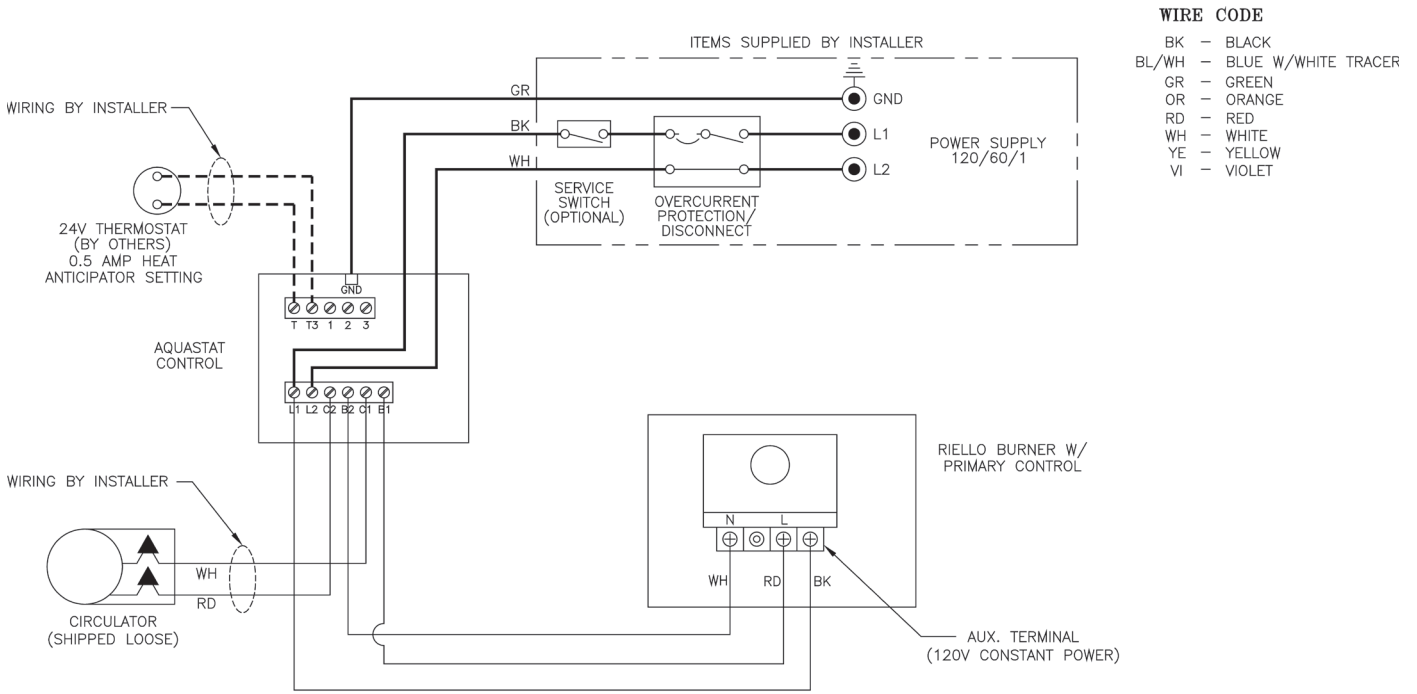 WIRE CODE
BK – BLACK
BL/WH – BLUE W/WHITE TRACER
GR – GREEN
OR – ORANGE
RD – RED
WH – WHITE
YE – YELLOW
VI – VIOLET
ITEMS SUPPLIED BY INSTALLER
GR
GND
BK
L1
WH
L2
POWER SUPPLY
120/60/1
SERVICE
SWITCH
(OPTIONAL)
OVERCURRENT
PROTECTION/
DISCONNECT
WIRING BY INSTALLER
24V THERMOSTAT
(BY OTHERS)
0.5 AMP HEAT
ANTICIPATOR SETTING
GND
T T3 1 2 3
AQUASTAT
CONTROL
L1 L2 C2 B2 C1 B1
RIELLO BURNER W/
PRIMARY CONTROL
N L
WH RD BK
AUX. TERMINAL
(120V CONSTANT POWER)
WIRING BY INSTALLER
WH
RD
CIRCULATOR
(SHIPPED LOOSE)